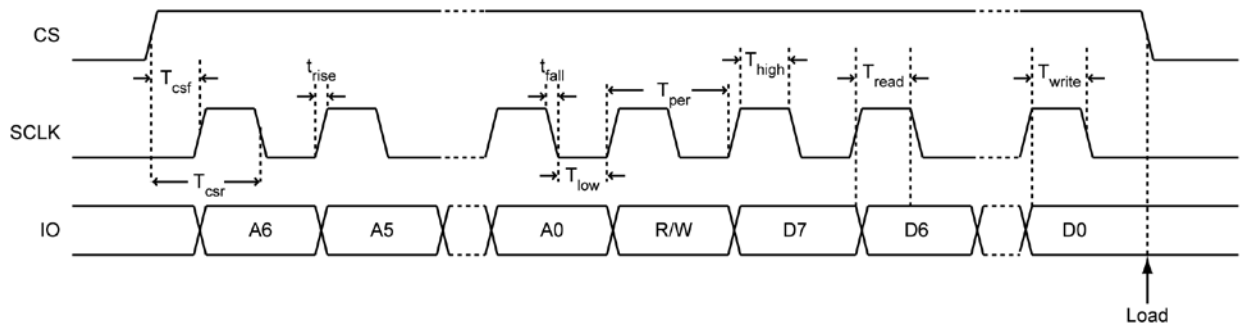 CS
T_csf
t_rise
t_fall
T_per
T_high
T_read
T_write
SCLK
T_csr
T_low
IO
A6 A5 A0 R/W D7 D6 D0
Load